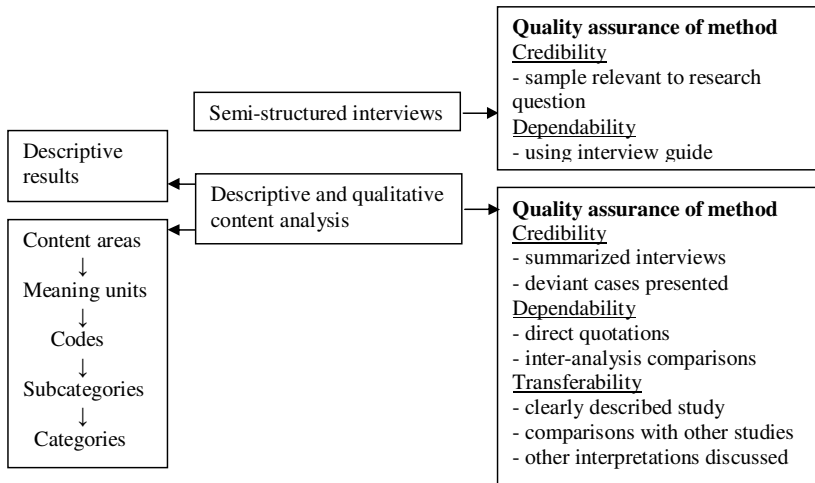 Quality assurance of method
Credibility
- sample relevant to research
question
Dependability
- using interview guide
Semi-structured interviews
Descriptive
results
Descriptive and qualitative
content analysis
Content areas
↓
Meaning units
↓
Codes
↓
Subcategories
↓
Categories
Quality assurance of method
Credibility
- summarized interviews
- deviant cases presented
Dependability
- direct quotations
- inter-analysis comparisons
Transferability
- clearly described study
- comparisons with other studies
- other interpretations discussed